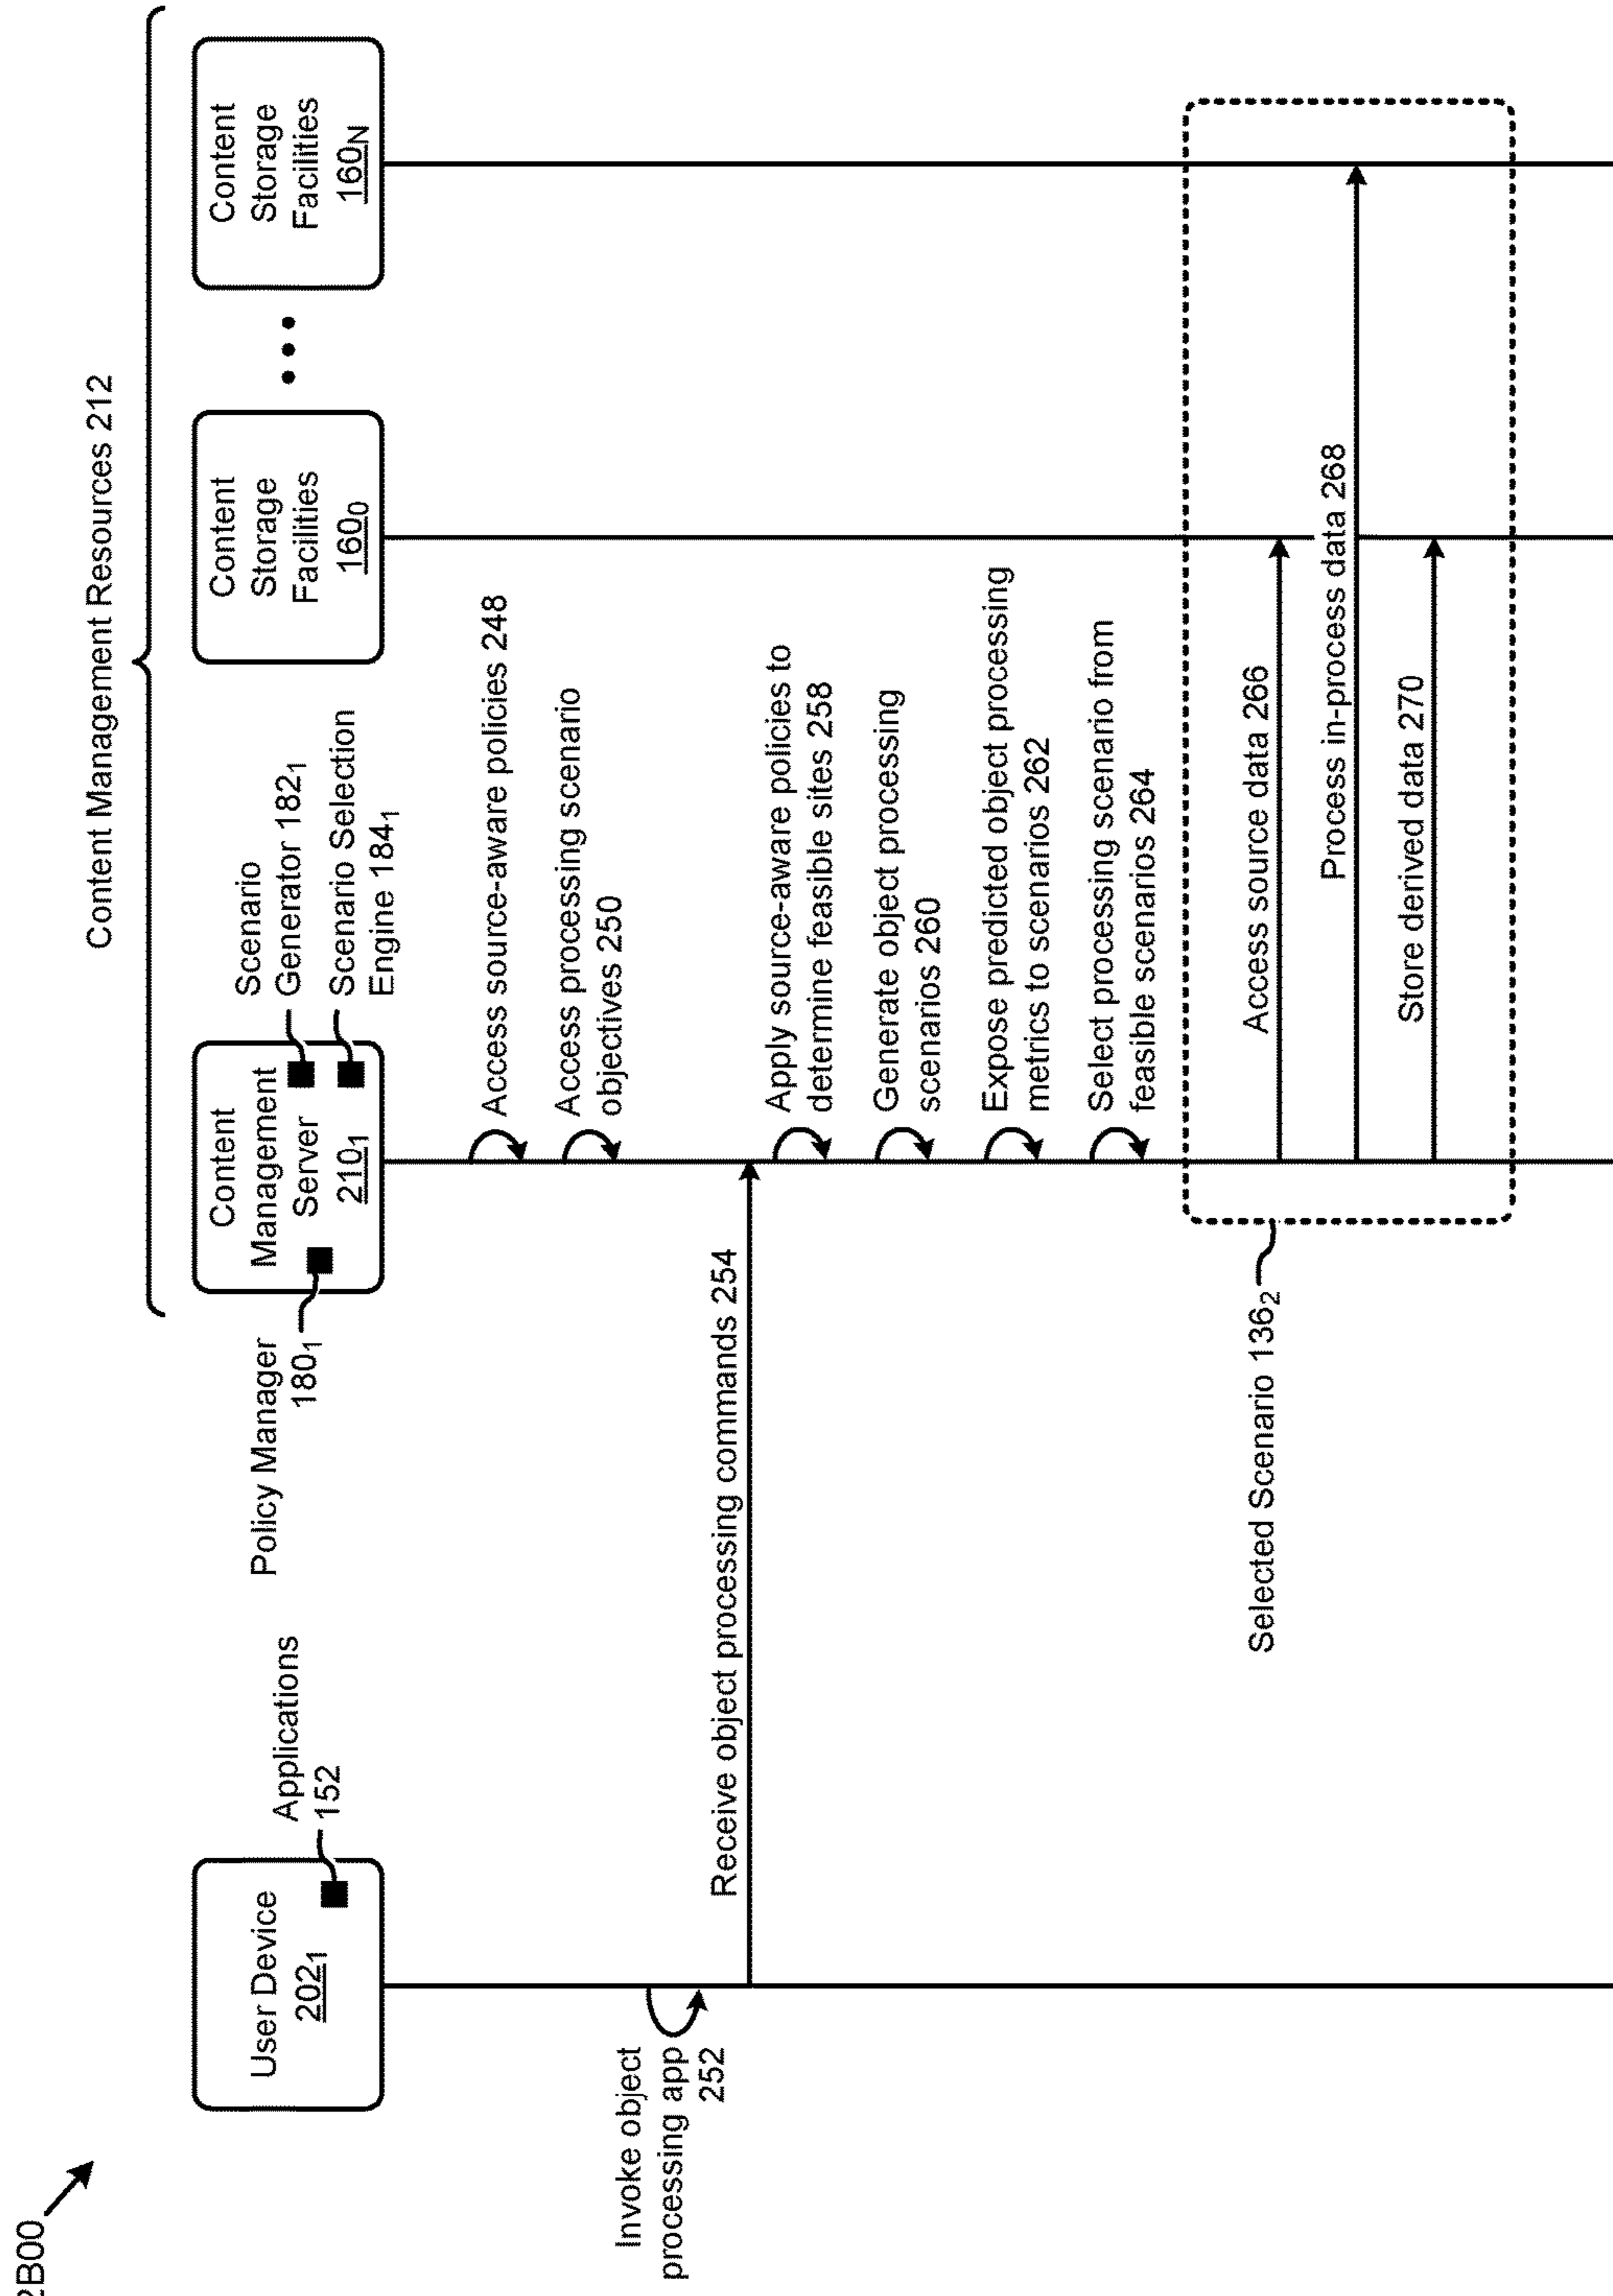 2B00
Content Management Resources 212
User Device
202₁
Applications
152
Policy Manager
180₁
Content
Management
Server
210₁
Scenario
Generator 182₁
Scenario Selection
Engine 184₁
Content
Storage
Facilities
160₀
Content
Storage
Facilities
160N
Access source-aware policies 248
Access processing scenario
objectives 250
Invoke object
processing app
252
Receive object processing commands 254
Apply source-aware policies to
determine feasible sites 258
Generate object processing
scenarios 260
Expose predicted object processing
metrics to scenarios 262
Select processing scenario from
feasible scenarios 264
Selected Scenario 136₂
Access source data 266
Process in-process data 268
Store derived data 270